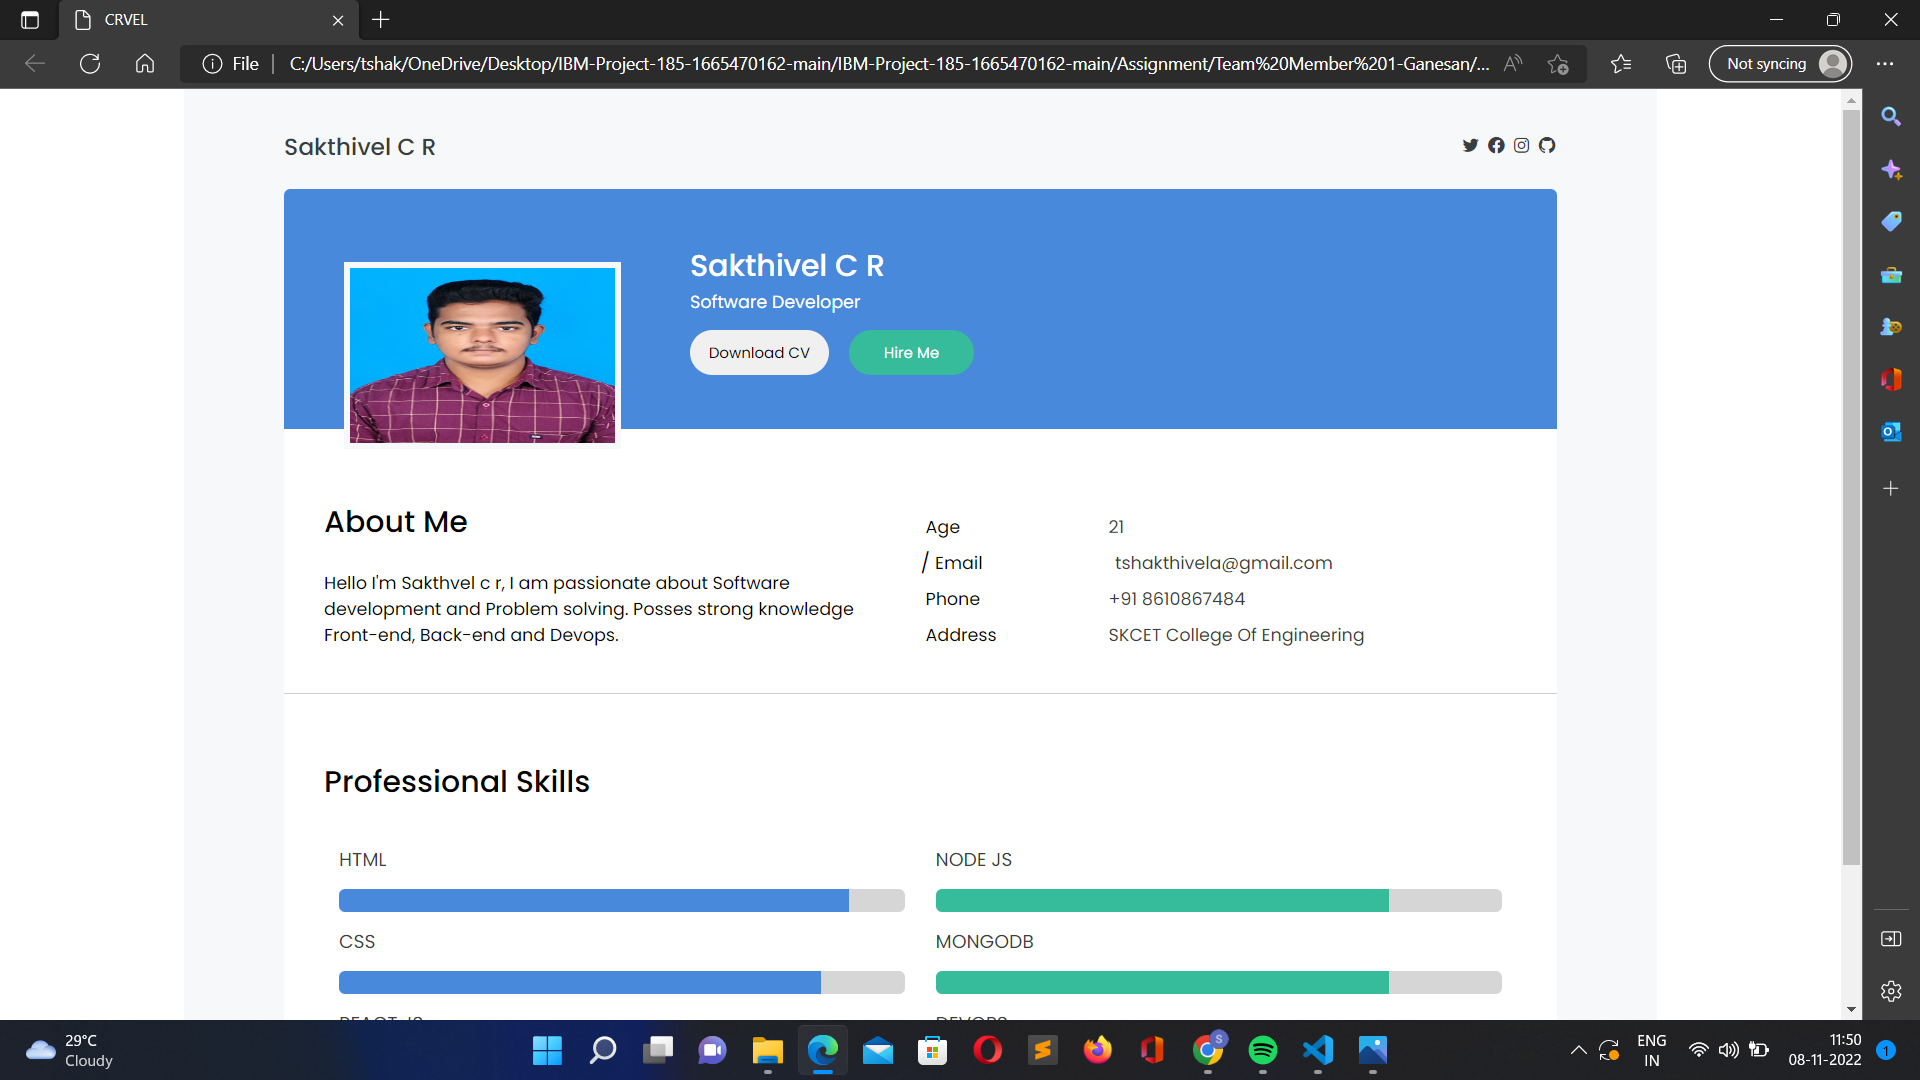 CRVEL
File
C:/Users/tshak/OneDrive/Desktop/IBM-Project-185-1665470162-main/IBM-Project-185-1665470162-main/Assignment/Team%20Member%201-Ganesan/...
Not syncing
Sakthivel C R
Sakthivel C R
Software Developer
Download CV
Hire Me
About Me
Hello I'm Sakthvel c r, I am passionate about Software
development and Problem solving. Posses strong knowledge
Front-end, Back-end and Devops.
Age 21
/ Email tshakthivela@gmail.com
Phone +91 8610867484
Address SKCET College Of Engineering
Professional Skills
HTML
NODE JS
CSS
MONGODB
REACT JS
DEVOPS
29°C
Cloudy
S
ENG
IN
11:50
08-11-2022
1